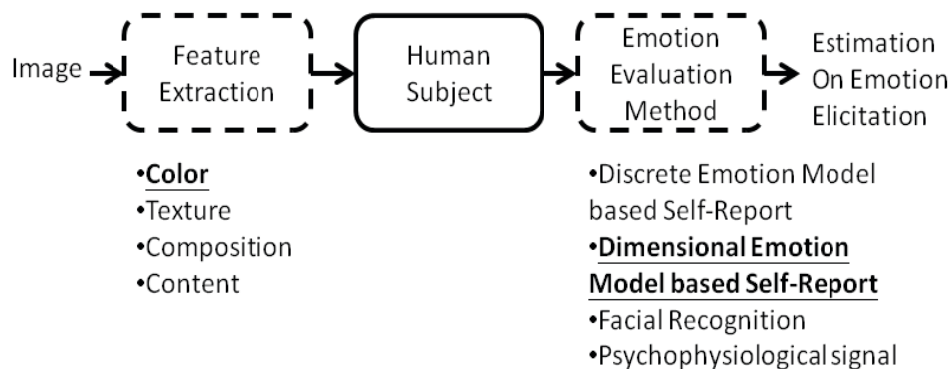 Image
Feature
Extraction
Human
Subject
Emotion
Evaluation
Method
Estimation
On Emotion
Elicitation
•Color
•Texture
•Composition
•Content
•Discrete Emotion Model
based Self-Report
•Dimensional Emotion
Model based Self-Report
•Facial Recognition
•Psychophysiological signal